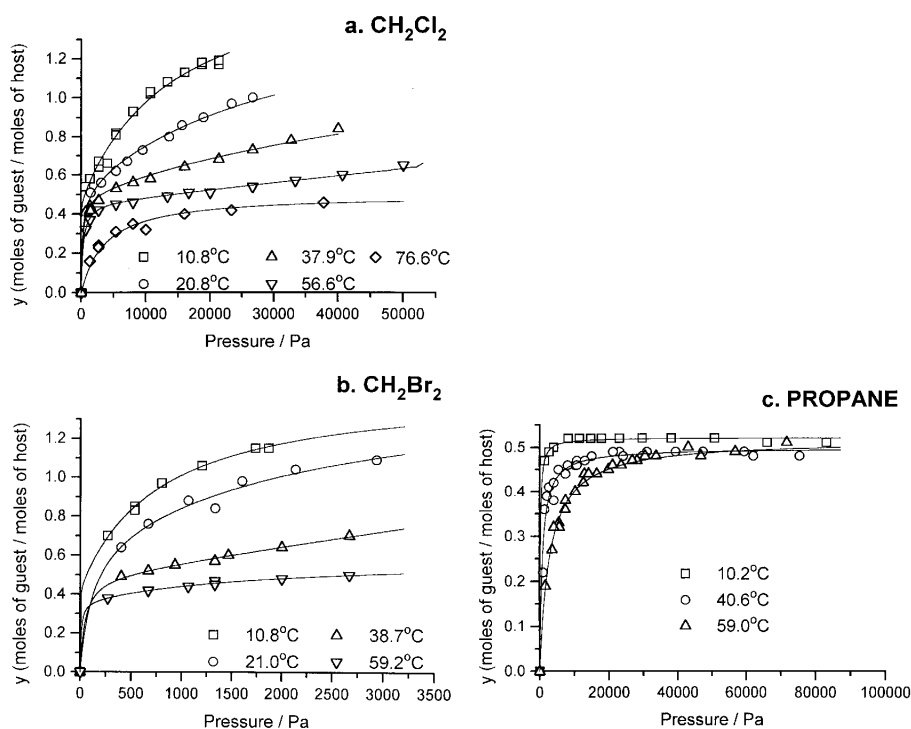 a. CH₂Cl₂
y (moles of guest / moles of host)
1.2
1.0
0.8
0.6
0.4
0.2
0.0
10.8°C
37.9°C
76.6°C
20.8°C
56.6°C
0
10000
20000
30000
40000
50000
Pressure / Pa
b. CH₂Br₂
y (moles of guest / moles of host)
1.2
1.0
0.8
0.6
0.4
0.2
0.0
10.8°C
38.7°C
21.0°C
59.2°C
0
500
1000
1500
2000
2500
3000
3500
Pressure / Pa
c. PROPANE
y (moles of guest / moles of host)
0.5
0.4
0.3
0.2
0.1
0.0
10.2°C
40.6°C
59.0°C
0
20000
40000
60000
80000
100000
Pressure / Pa